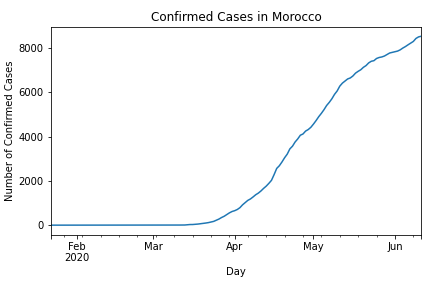 Confirmed Cases in Morocco
Number of Confirmed Cases
8000
6000
4000
2000
0
Feb Mar Apr May Jun
2020
Day